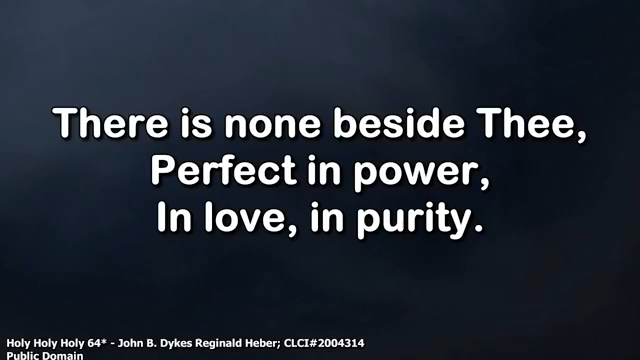 There is none beside Thee,
Perfect in power,
In love, in purity.
Holy Holy Holy 64* - John B. Dykes Reginald Heber; CLCI#2004314
Public Domain